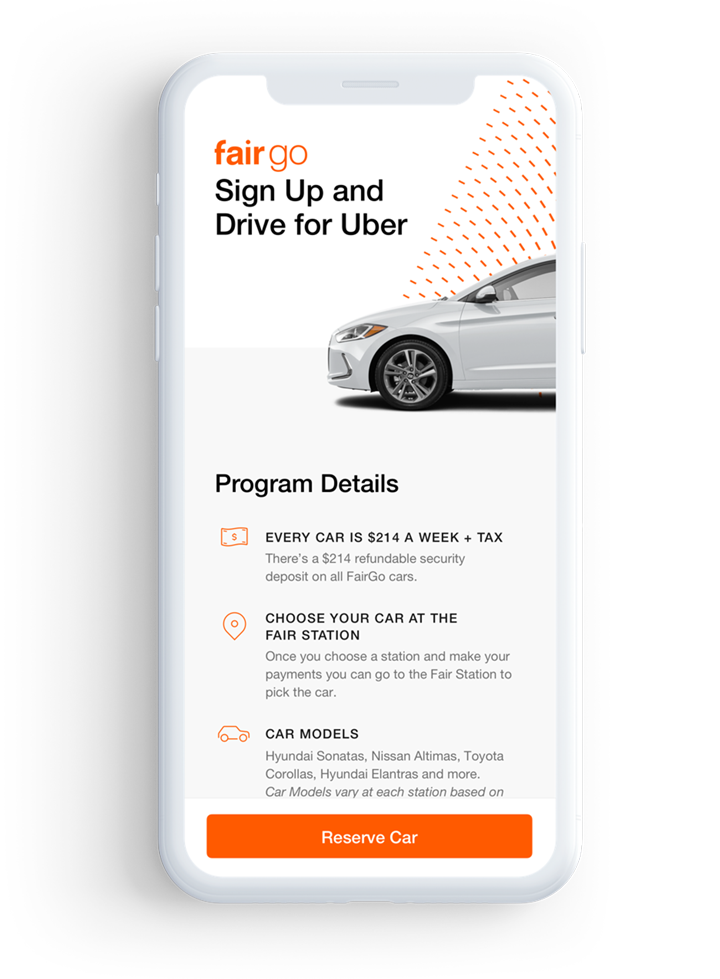 fair go
Sign Up and
Drive for Uber
Program Details
$
EVERY CAR IS $214 A WEEK + TAX
There's a $214 refundable security
deposit on all FairGo cars.
CHOOSE YOUR CAR AT THE
FAIR STATION
Once you choose a station and make your
payments you can go to the Fair Station to
pick the car.
CAR MODELS
Hyundai Sonatas, Nissan Altimas, Toyota
Corollas, Hyundai Elantras and more.
Car Models vary at each station based on
Reserve Car